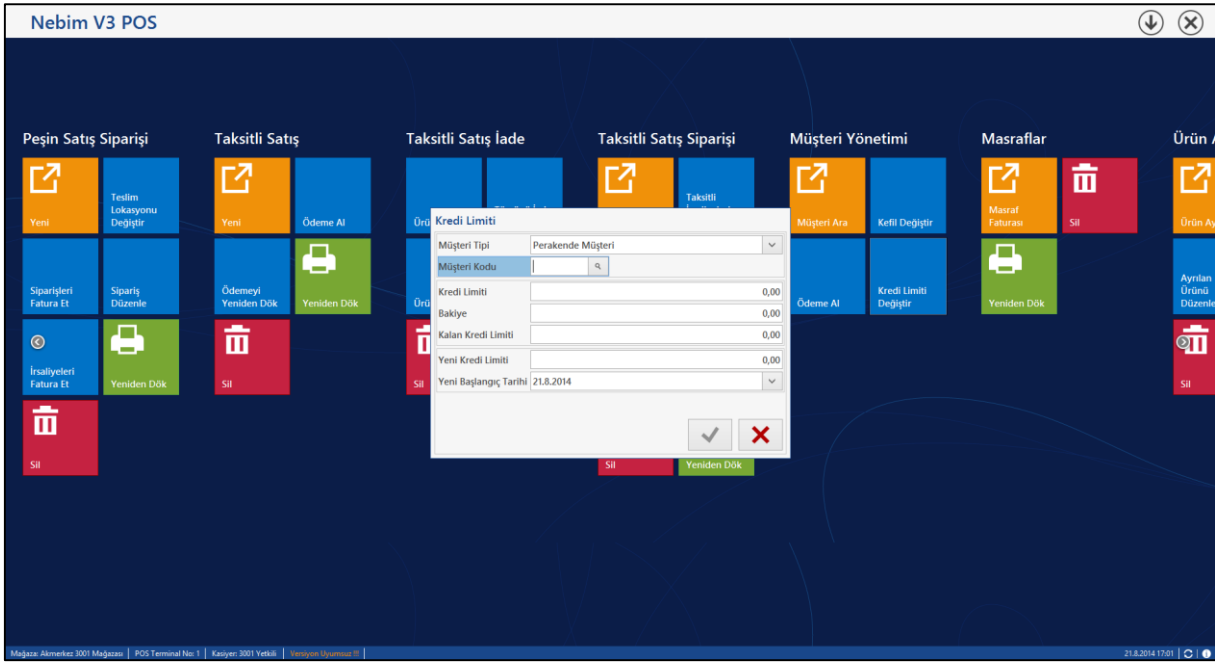 Nebim V3 POS
Peşin Satış Siparişi
Taksitli Satış
Taksitli Satış İade
Taksitli Satış Siparişi
Müşteri Yönetimi
Masraflar
Ürün
Yeni
Teslim
Lokasyonu
Değiştir
Yeni
Ödeme Al
Taksitli
Müşteri Ara
Kefil Değiştir
Masraf
Faturası
Sil
Siparişleri
Fatura Et
Sipariş
Düzenle
Ödemeyi
Yeniden Dök
Yeniden Dök
Ödeme Al
Kredi Limiti
Değiştir
Yeniden Dök
Ayrılan
Ürünü
Düzenle
İrsaliyeleri
Fatura Et
Yeniden Dök
Sil
Sil
Sil
Sil
Sil
Yeniden Dök
Kredi Limiti
Müşteri Tipi Perakende Müşteri
Müşteri Kodu
Kredi Limiti 0,00
Bakiye 0,00
Kalan Kredi Limiti 0,00
Yeni Kredi Limiti 0,00
Yeni Başlangıç Tarihi 21.8.2014
Mağaza: Akmerkez 3001 Mağazası | POS Terminal No: 1 | Kasiyer: 3001 Yetkili | Versiyon Uyumsuz !!! |
21.8.2014 17:01